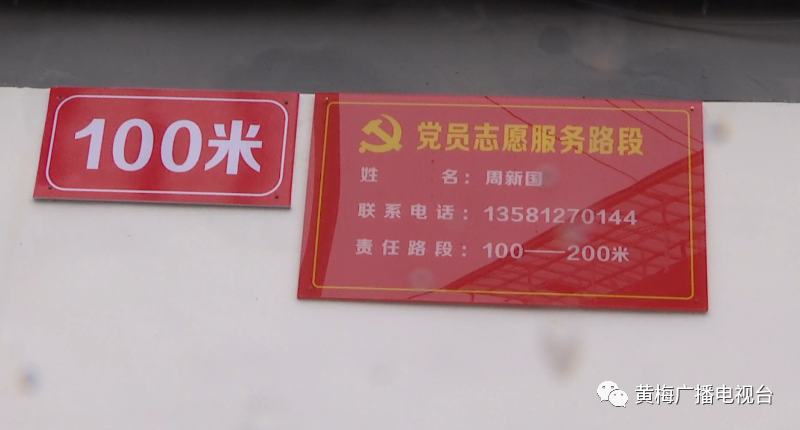 100米
党员志愿服务路段
姓 名：周新国
联系电话：13581270144
责任路段：100——200米
黄梅广播电视台